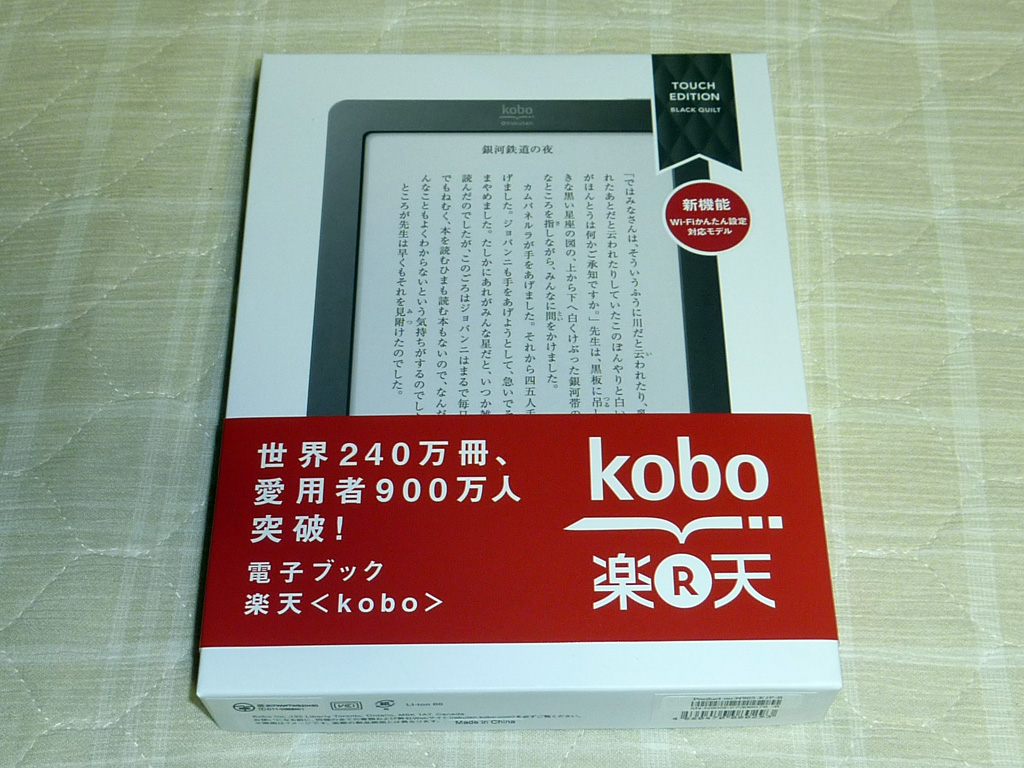 TOUCH
EDITION
BLACK QUILT
新機能
Wi-Fiかんたん設定
対応モデル
kobo
銀河鉄道の夜
「ではみなさんは、そういうふうに川だと云われたり、
れたあとだと云われたりしていたこのぼんやりと白い
がほんとうは何かご承知ですか。」先生は、黒板に吊し
きな黒い星座の図の、上から下へ白くけぶった銀河帯の
なところを指しながら、みんなに問をかけました。
カムパネルラが手をあげました。それから四五人手
げました。ジョバンニも手をあげようとして、急いでそ
まやめました。たしかにあれがみんな星だと、いつか雑
読んだのでしたが、このごろはジョバンニはまるで毎日
でもねむく、本を読むひまも読む本もないので、なんだ
んなこともよくわからないという気持ちがするのでし
ところが先生は早くもそれを見附けたのでした。
世界240万冊、
愛用者900万人
突破!
電子ブック
楽天<kobo>
kobo
楽R天
Li-ion 00
Made in China